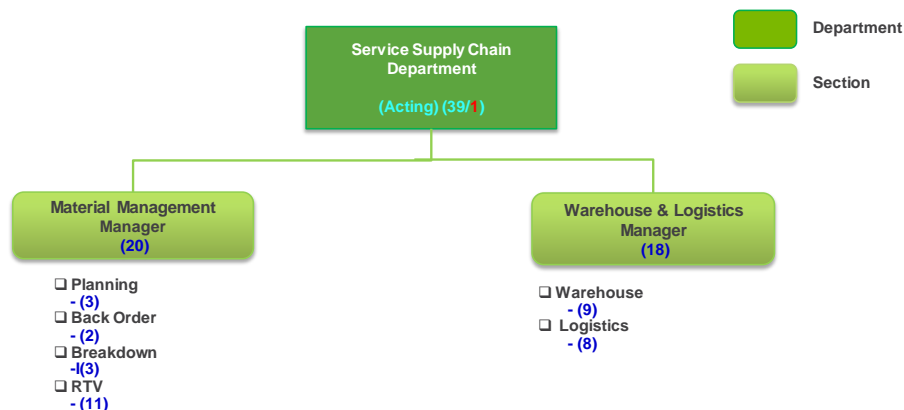 Service Supply Chain
Department
(Acting) (39/1)
Department
Section
Material Management
Manager
(20)
❑ Planning
- (3)
❑ Back Order
- (2)
❑ Breakdown
-I(3)
❑ RTV
- (11)
Warehouse & Logistics
Manager
(18)
❑ Warehouse
- (9)
❑ Logistics
- (8)